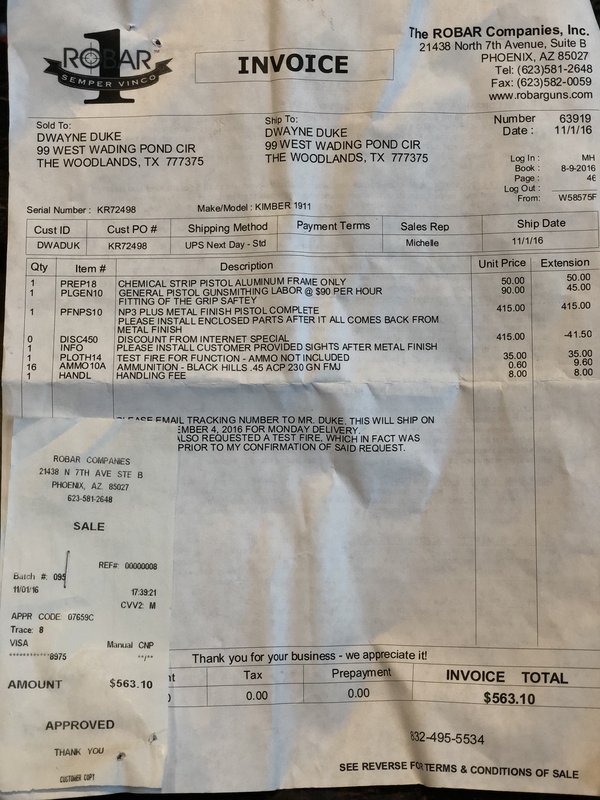 ROBAR
1
SEMPER VINCO
INVOICE
The ROBAR Companies, Inc.
21438 North 7th Avenue, Suite B
PHOENIX, AZ 85027
Tel: (623)581-2648
Fax: (623)582-0059
www.robarguns.com
Sold To:
DWAYNE DUKE
99 WEST WADING POND CIR
THE WOODLANDS, TX 777375
Ship To:
DWAYNE DUKE
99 WEST WADING POND CIR
THE WOODLANDS, TX 777375
Number 63919
Date : 11/1/16
Log In : MH
Book : 8-9-2016
Page : 46
Log Out :
From: W58575F
Serial Number : KR72498 Make/Model : KIMBER 1911
Cust ID Cust PO # Shipping Method Payment Terms Sales Rep Ship Date
DWADUK KR72498 UPS Next Day - Std Michelle 11/1/16
Qty Item # Description Unit Price Extension
1 PREP18 CHEMICAL STRIP PISTOL ALUMINUM FRAME ONLY 50.00 50.00
1 PLGEN10 GENERAL PISTOL GUNSMITHING LABOR @ $90 PER HOUR 90.00 45.00
FITTING OF THE GRIP SAFTEY
1 PFNPS10 NP3 PLUS METAL FINISH PISTOL COMPLETE 415.00 415.00
PLEASE INSTALL ENCLOSED PARTS AFTER IT ALL COMES BACK FROM
METAL FINISH
0 DISC450 DISCOUNT FROM INTERNET SPECIAL 415.00 -41.50
1 INFO PLEASE INSTALL CUSTOMER PROVIDED SIGHTS AFTER METAL FINISH
1 PLOTH14 TEST FIRE FOR FUNCTION - AMMO NOT INCLUDED 35.00 35.00
16 AMMO10A AMMUNITION - BLACK HILLS .45 ACP 230 GN FMJ 0.60 9.60
1 HANDL HANDLING FEE 8.00 8.00
PLEASE EMAIL TRACKING NUMBER TO MR. DUKE, THIS WILL SHIP ON
EMBER 4, 2016 FOR MONDAY DELIVERY.
ALSO REQUESTED A TEST FIRE, WHICH IN FACT WAS
PRIOR TO MY CONFIRMATION OF SAID REQUEST.
ROBAR COMPANIES
21438 N 7TH AVE STE B
PHOENIX, AZ 85027
623-581-2648
SALE
REF#: 00000008
Batch #: 095
11/01/16 17:39:21
CVV2: M
APPR CODE: 07659C
Trace: 8
VISA Manual CNP
***********8975 **/**
AMOUNT $563.10
APPROVED
THANK YOU
CUSTOMER COPY
Thank you for your business - we appreciate it!
nt Tax Prepayment INVOICE TOTAL
0 0.00 0.00 $563.10
832-495-5534
SEE REVERSE FOR TERMS & CONDITIONS OF SALE